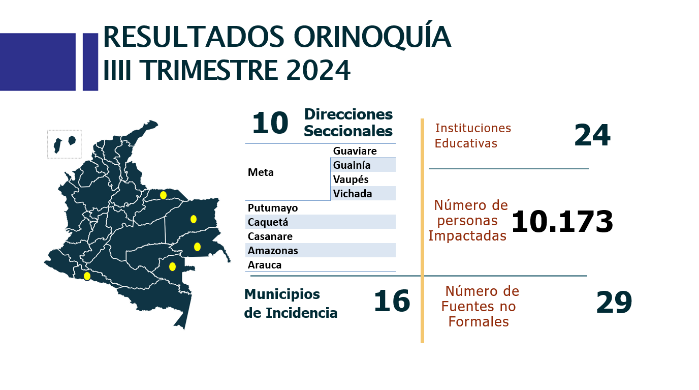 RESULTADOS ORINOQUÍA
IIII TRIMESTRE 2024
10 Direcciones
Seccionales
Meta
Guaviare
Guainía
Vaupés
Vichada
Putumayo
Caquetá
Casanare
Amazonas
Arauca
Municipios
de Incidencia
16
Instituciones
Educativas
24
Número de
personas
Impactadas
10.173
Número de
Fuentes no
Formales
29